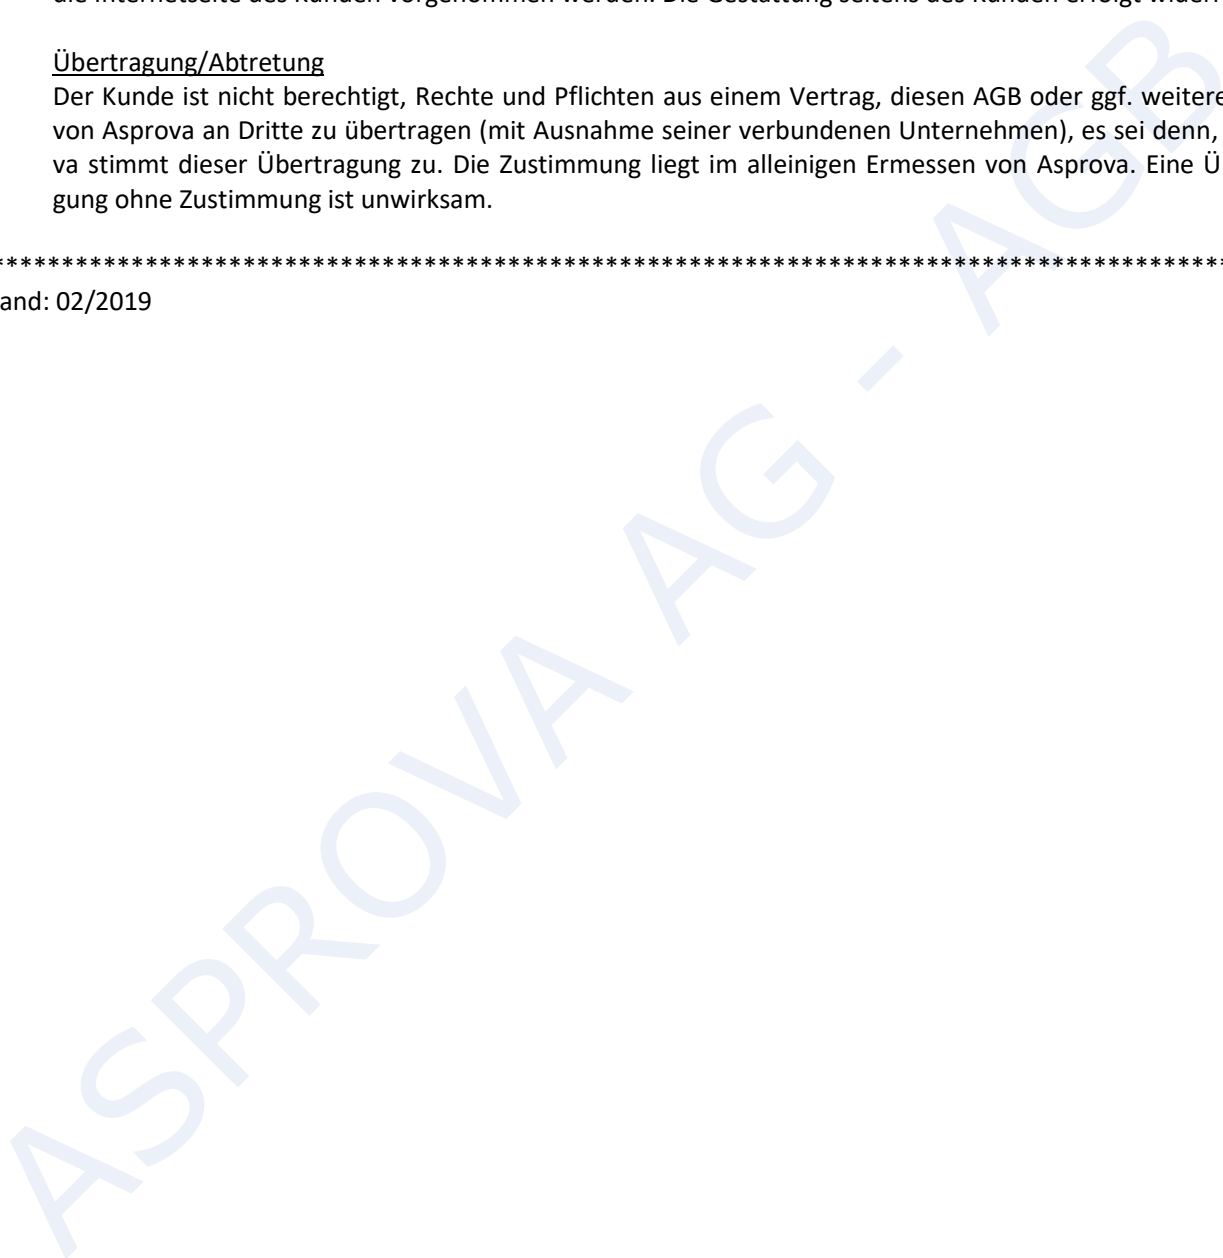 die Internetseite des Kunden vorgenommen werden. Die Gestattung seitens des Kunden erfolgt wider
Übertragung/Abtretung
Der Kunde ist nicht berechtigt, Rechte und Pflichten aus einem Vertrag, diesen AGB oder ggf. weitere
von Asprova an Dritte zu übertragen (mit Ausnahme seiner verbundenen Unternehmen), es sei denn,
va stimmt dieser Übertragung zu. Die Zustimmung liegt im alleinigen Ermessen von Asprova. Eine Ü
gung ohne Zustimmung ist unwirksam.
*****************************************************************************************
and: 02/2019
ASPROVA AG - AGB